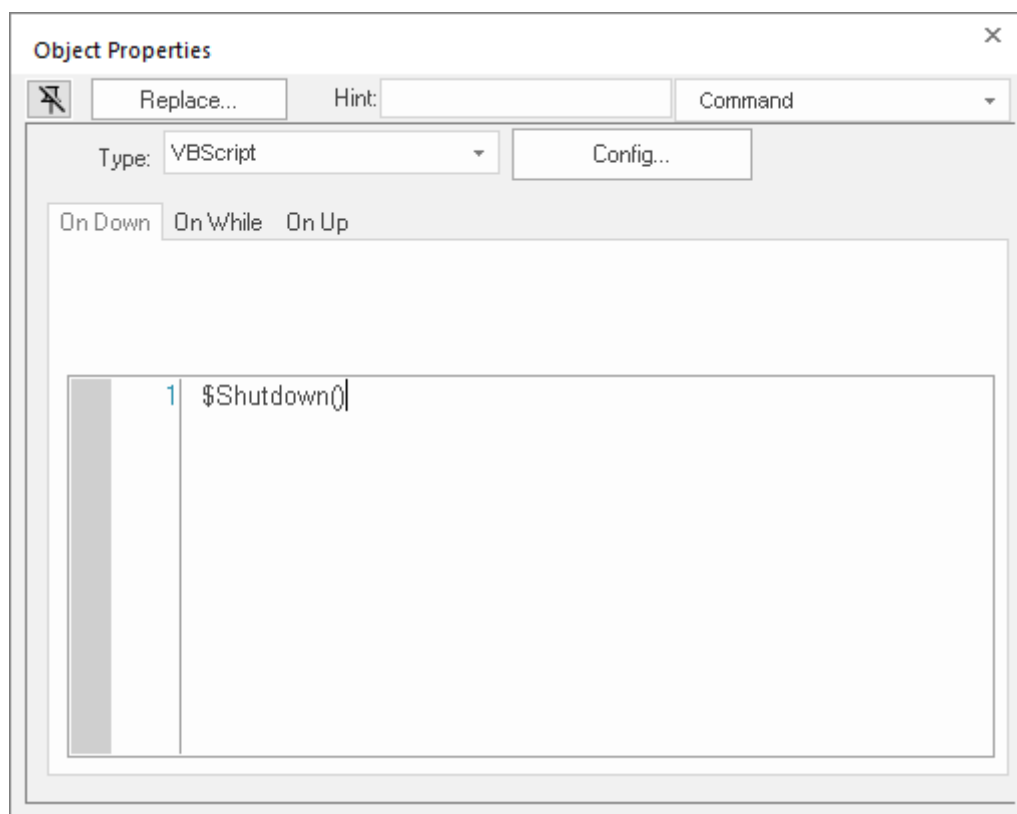 Object Properties
Replace... Hint: Command
Type: VBScript Config...
On Down On While On Up
1 $Shutdown()